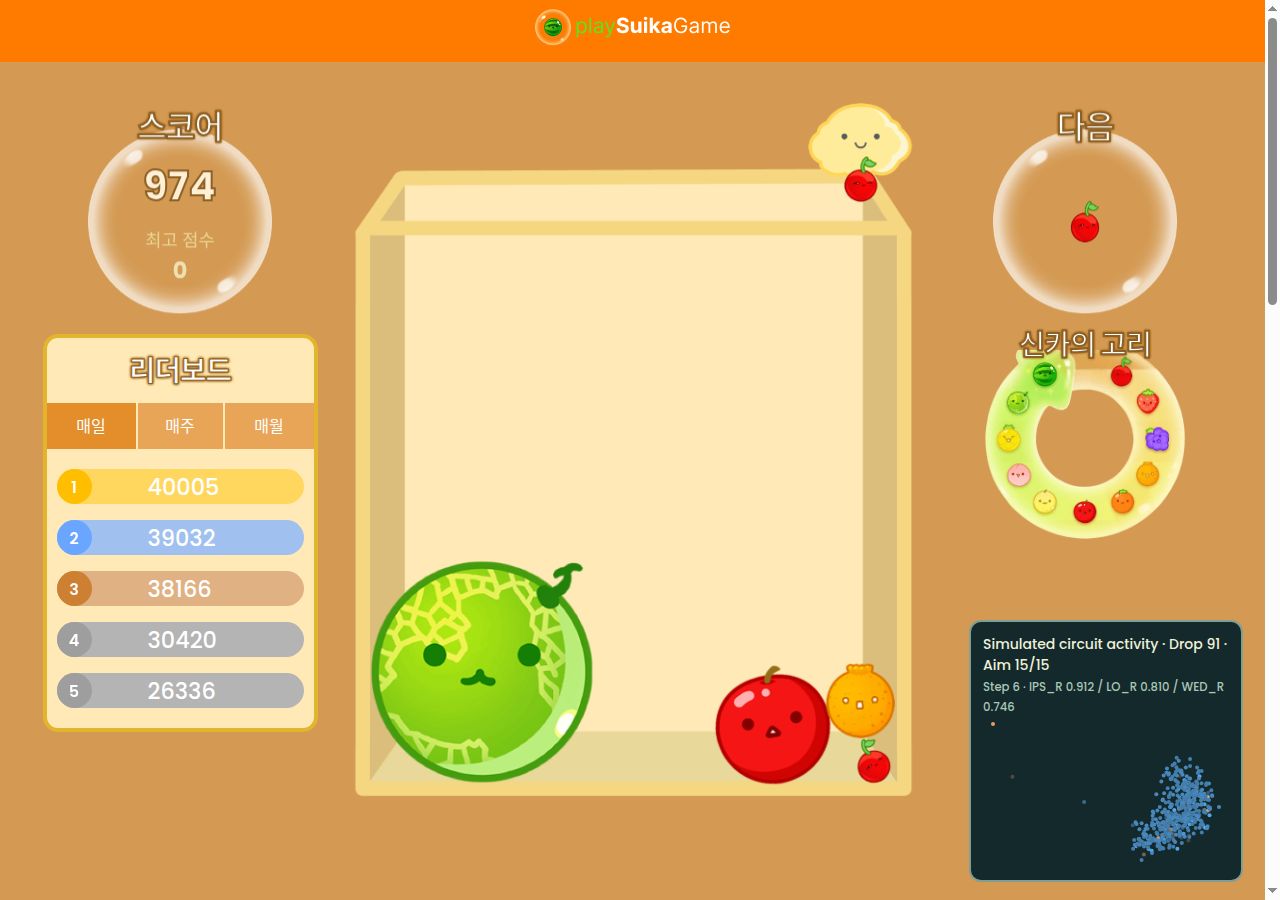 playSuikaGame
스코어
974
최고 점수
0
다음
리더보드
매일 매주 매월
1 40005
2 39032
3 38166
4 30420
5 26336
신카의 고리
Simulated circuit activity · Drop 91 ·
Aim 15/15
Step 6 · IPS_R 0.912 / LO_R 0.810 / WED_R
0.746